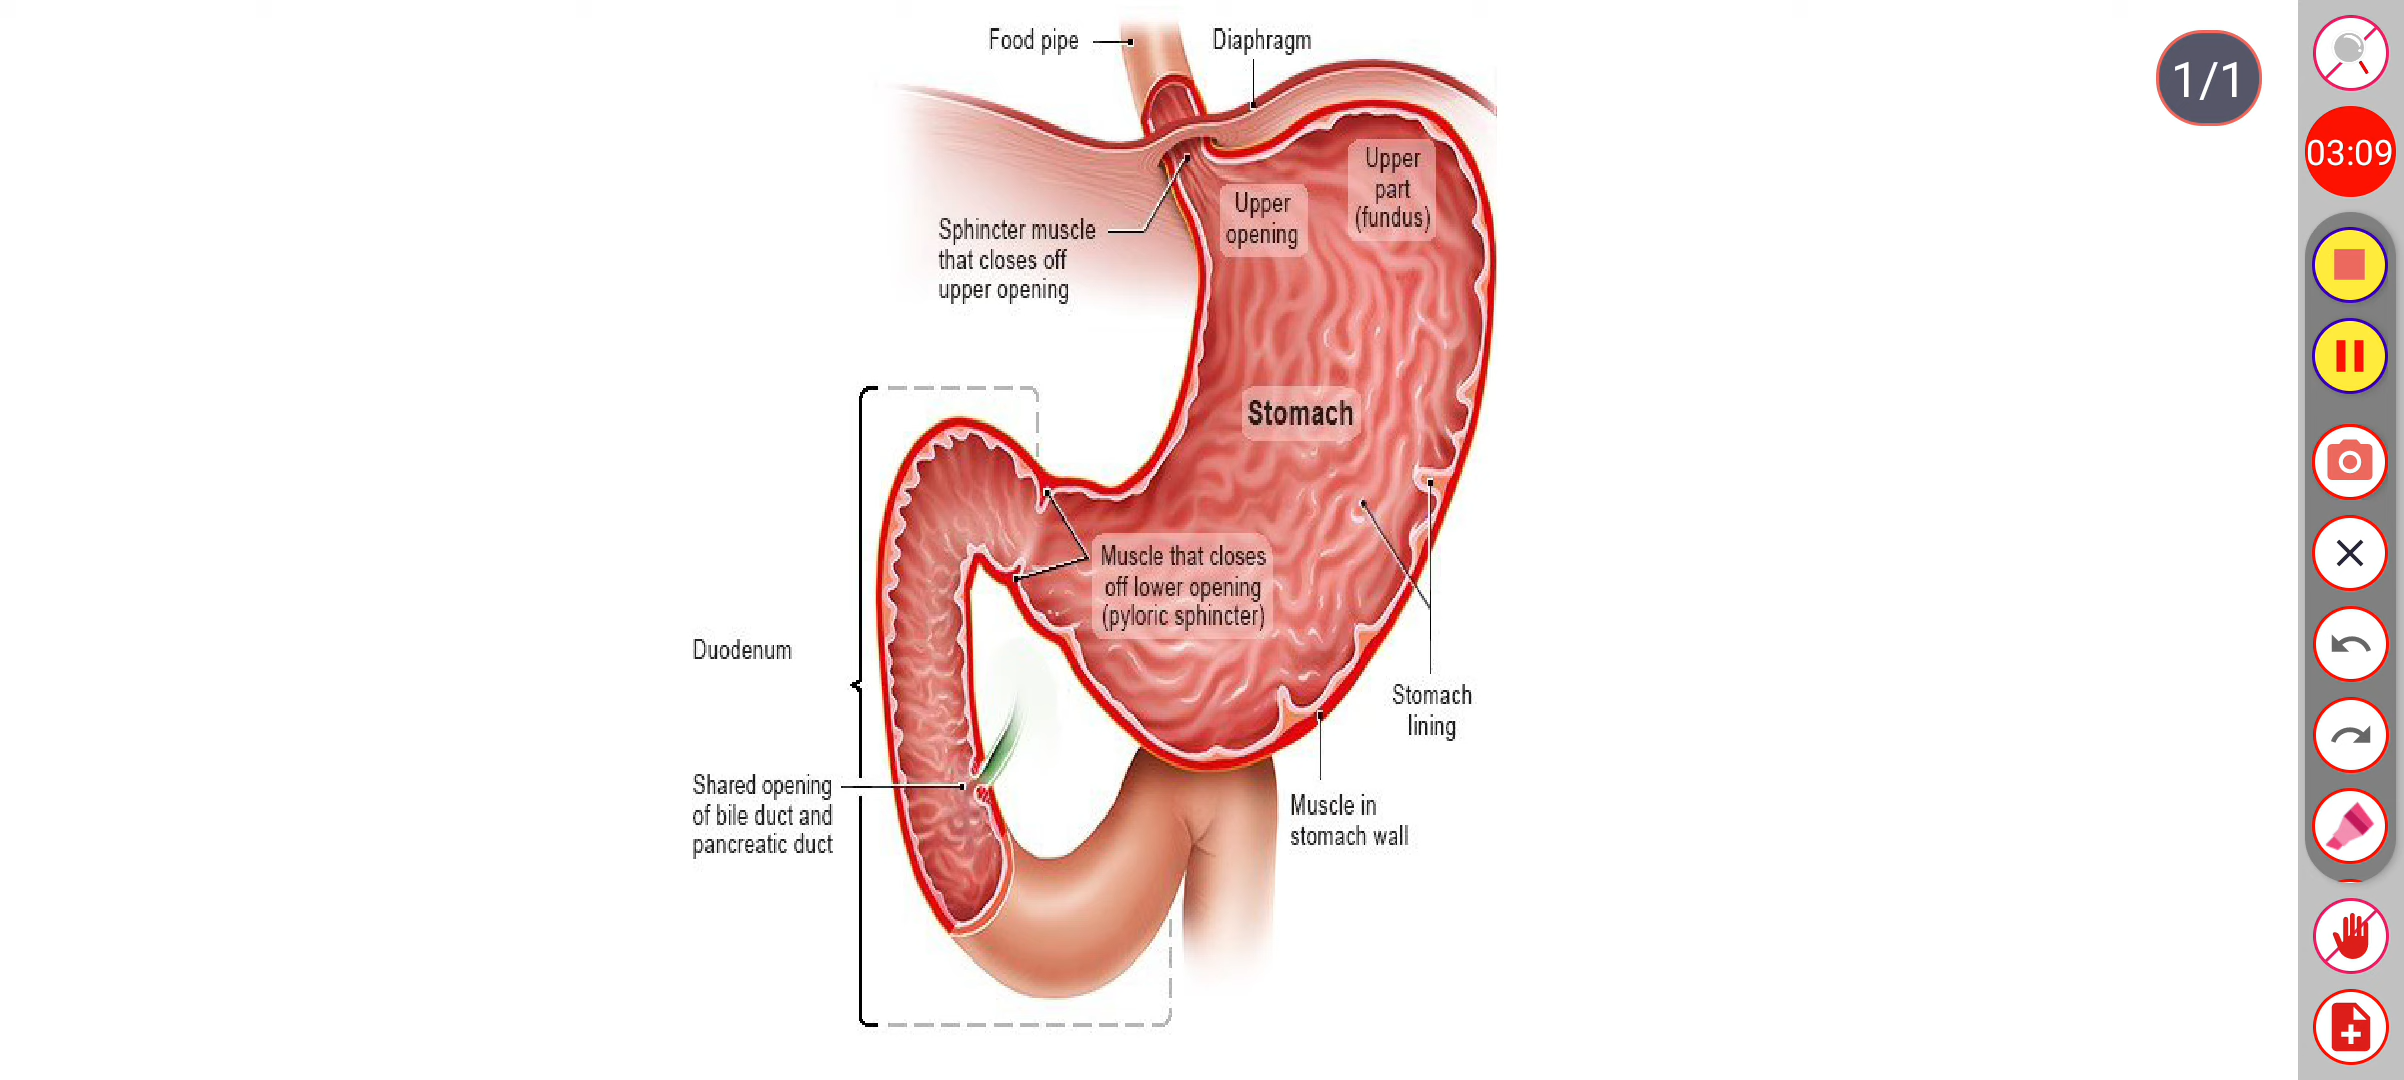 Food pipe
Diaphragm
1/1
03:09
Upper
part
(fundus)
Upper
opening
Sphincter muscle
that closes off
upper opening
Stomach
Muscle that closes
off lower opening
(pyloric sphincter)
Duodenum
Stomach
lining
Shared opening
of bile duct and
pancreatic duct
Muscle in
stomach wall